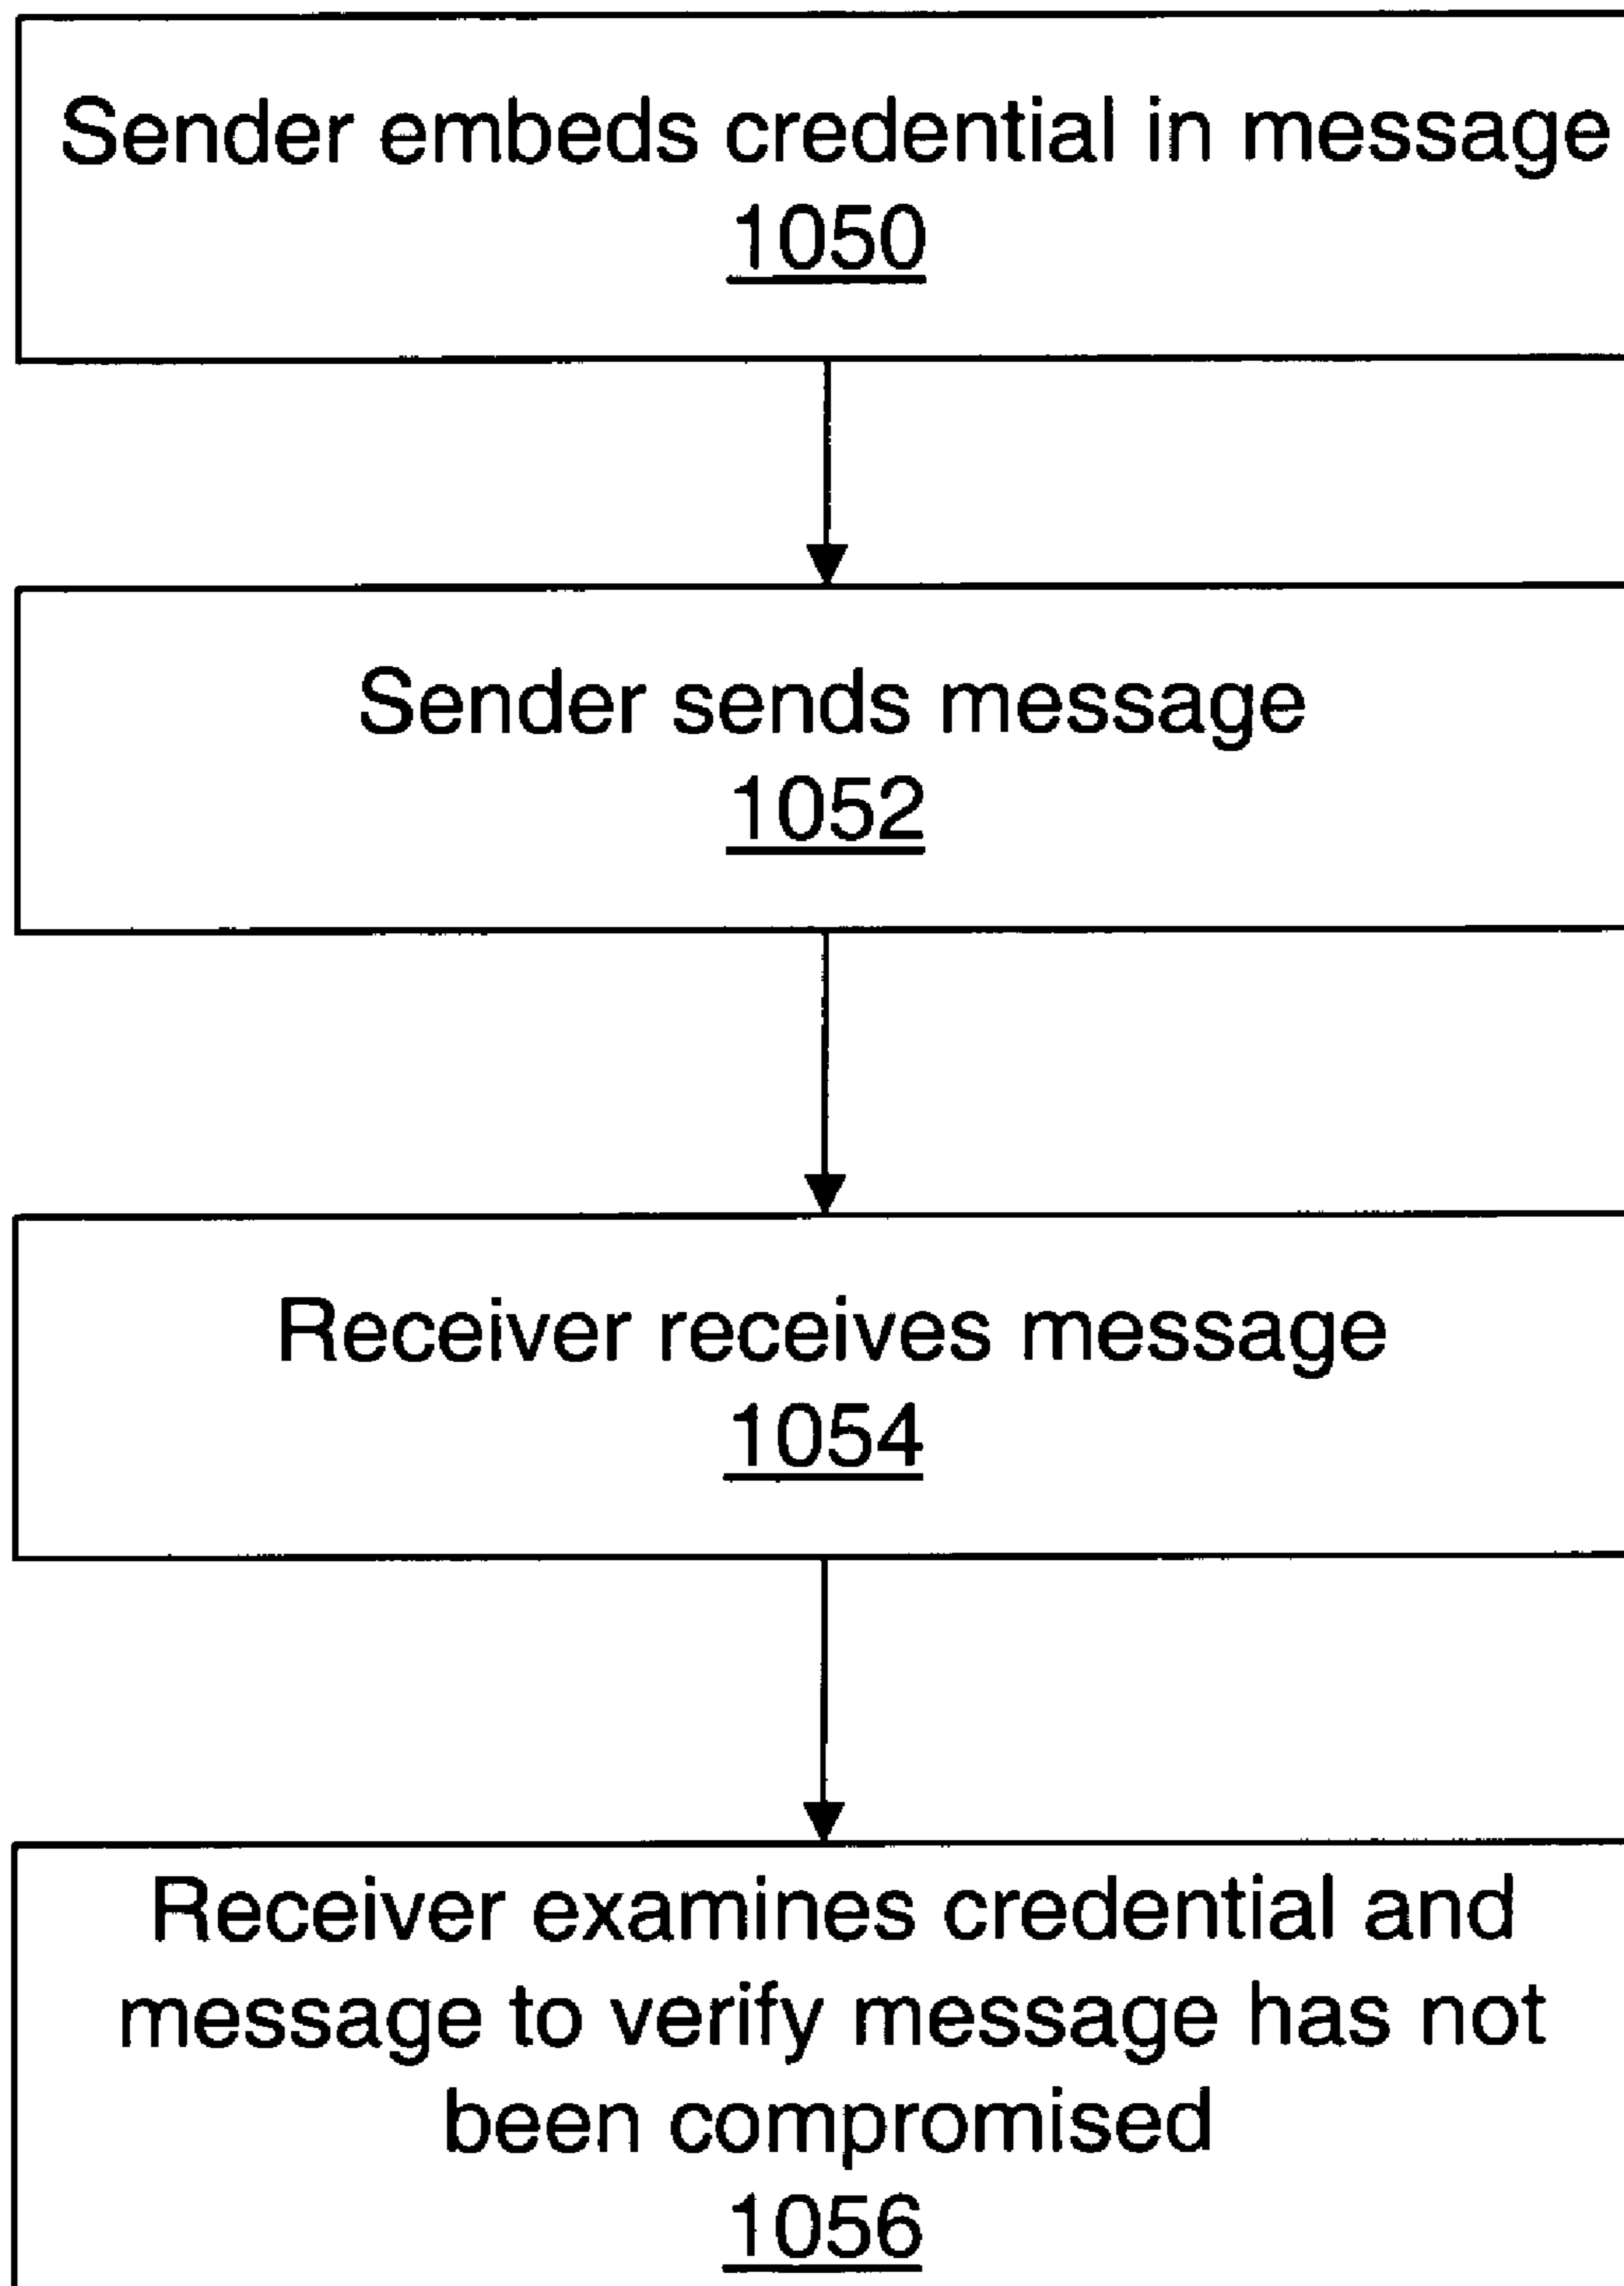 Sender embeds credential in message
1050
Sender sends message
1052
Receiver receives message
1054
Receiver examines credential and
message to verify message has not
been compromised
1056